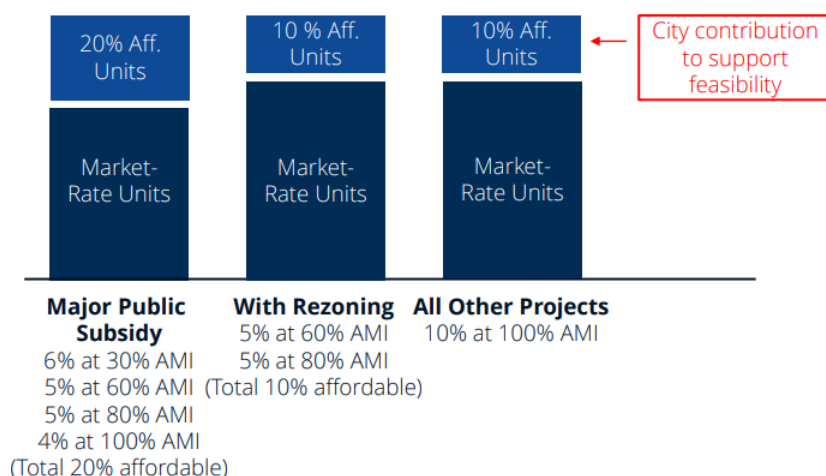 20% Aff.
Units
10 % Aff.
Units
10% Aff.
Units
City contribution
to support
feasibility
Market-
Rate Units
Market-
Rate Units
Market-
Rate Units
Major Public
Subsidy
6% at 30% AMI
5% at 60% AMI
5% at 80% AMI
4% at 100% AMI
(Total 20% affordable)
With Rezoning
5% at 60% AMI
5% at 80% AMI
(Total 10% affordable)
All Other Projects
10% at 100% AMI